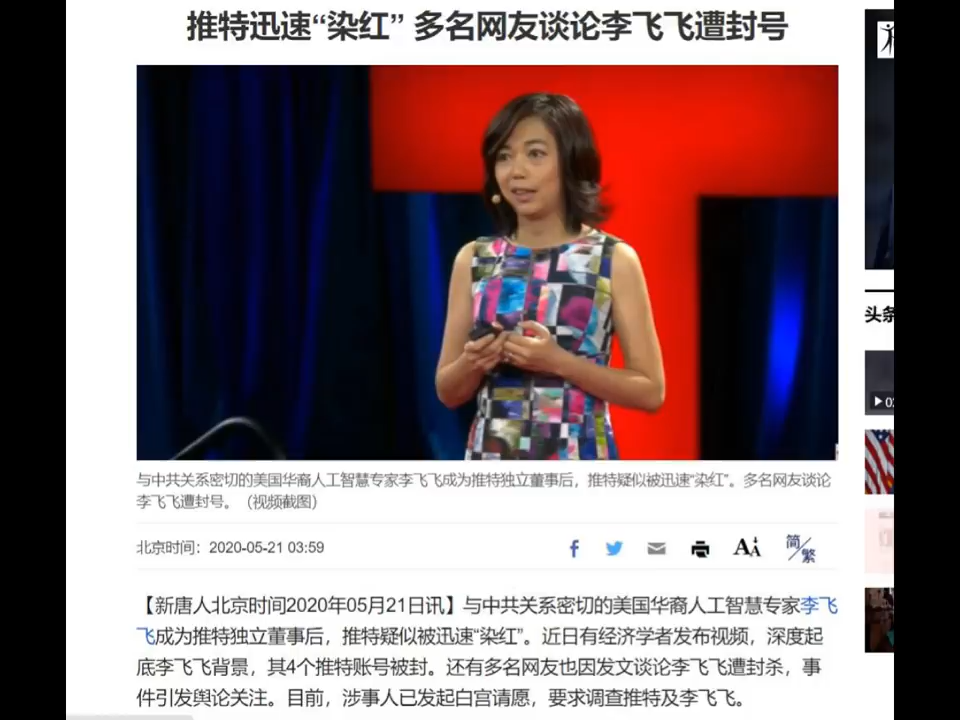 推特迅速“染红” 多名网友谈论李飞飞遭封号
头条
与中共关系密切的美国华裔人工智慧专家李飞飞成为推特独立董事后，推特疑似被迅速“染红”。多名网友谈论
李飞飞遭封号。（视频截图）
北京时间：2020-05-21 03:59
简/繁
【新唐人北京时间2020年05月21日讯】与中共关系密切的美国华裔人工智慧专家李飞
飞成为推特独立董事后，推特疑似被迅速“染红”。近日有经济学者发布视频，深度起
底李飞飞背景，其4个推特账号被封。还有多名网友也因发文谈论李飞飞遭封杀，事
件引发舆论关注。目前，涉事人已发起白宫请愿，要求调查推特及李飞飞。